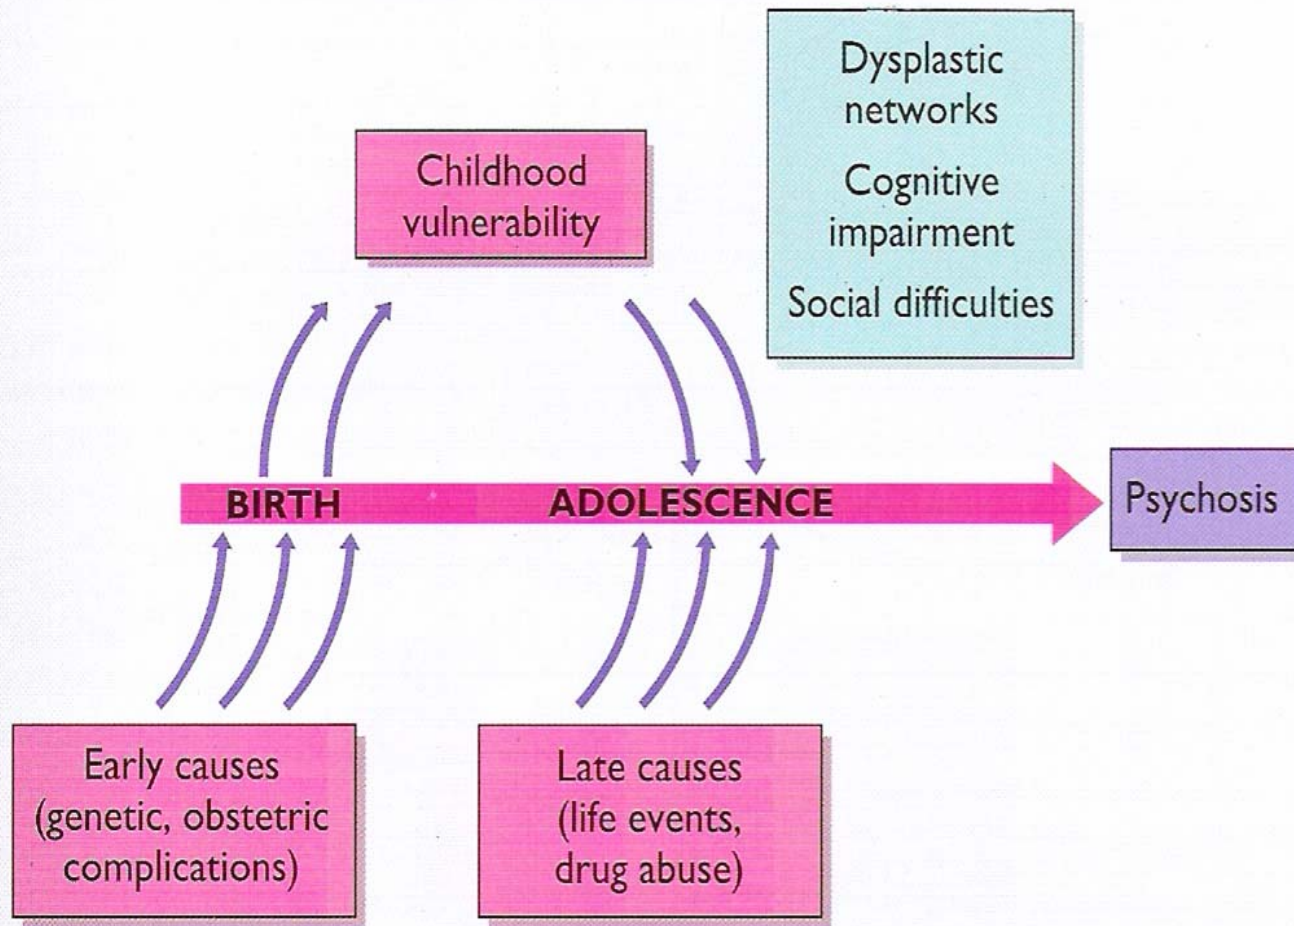 Dysplastic
networks
Cognitive
impairment
Social difficulties
Childhood
vulnerability
BIRTH
ADOLESCENCE
Psychosis
Early causes
(genetic, obstetric
complications)
Late causes
(life events,
drug abuse)